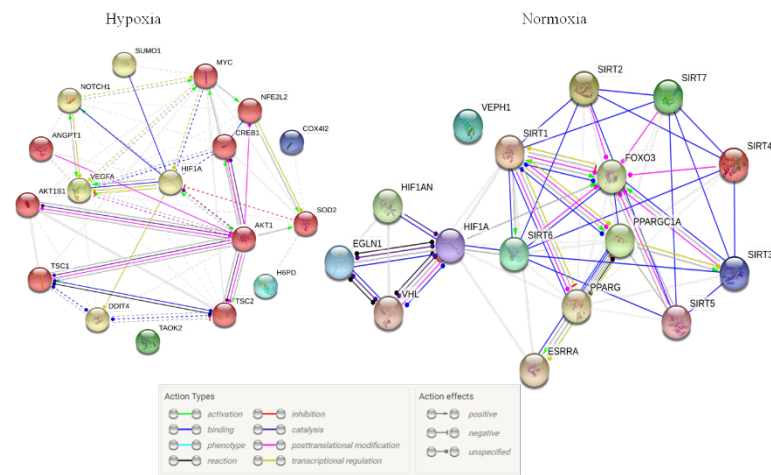 Hypoxia
Normoxia
SUMO1
MYC
NOTCH1
NFE2L2
ANGPT1
CREB1
COX4I2
VEGFA
HIF1A
AKT1S1
SOD2
AKT1
TSC1
H6PD
DDIT4
TSC2
TAOK2
SIRT2
SIRT7
VEPH1
SIRT1
SIRT4
FOXO3
HIF1AN
HIF1A
PPARGC1A
EGLN1
SIRT6
SIRT3
VHL
PPARG
SIRT5
ESRRA
Action Types
activation
inhibition
binding
catalysis
phenotype
posttranslational modification
reaction
transcriptional regulation
Action effects
positive
negative
unspecified